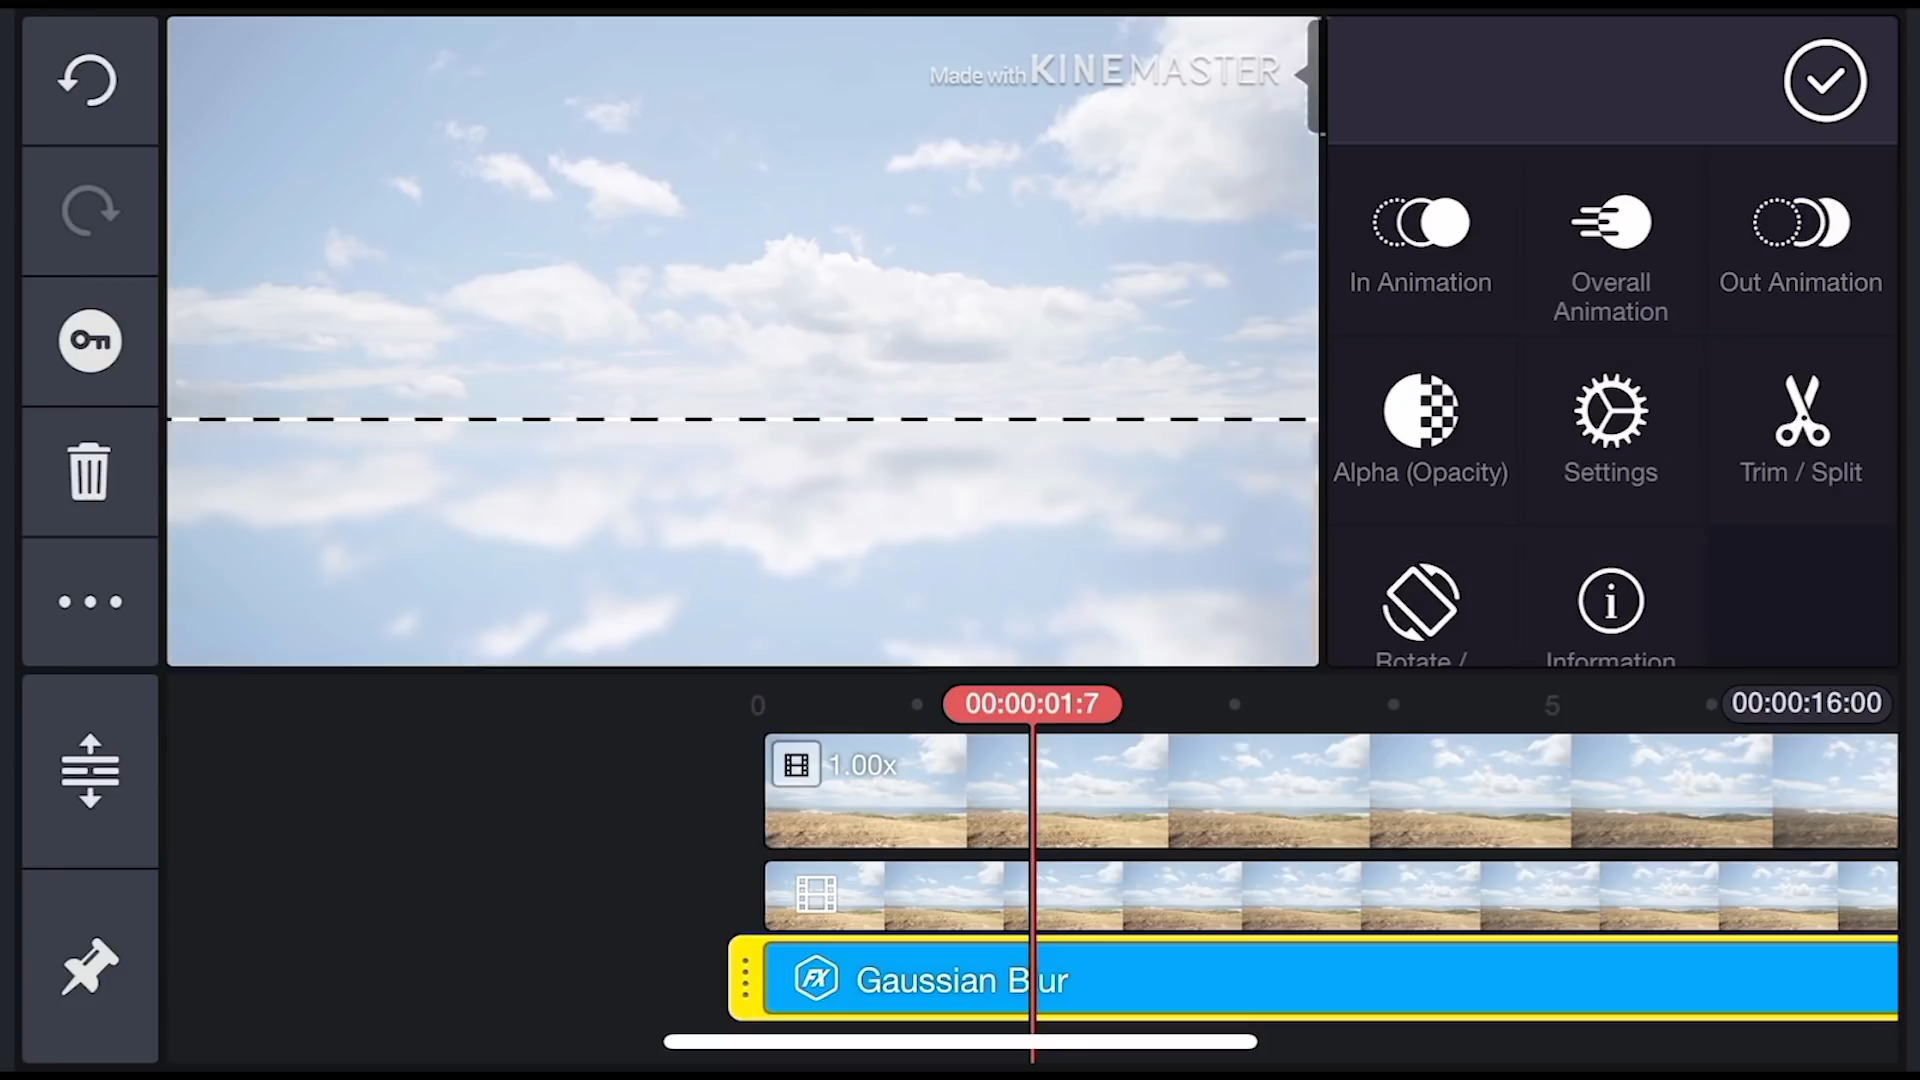 Made with KINEMASTER
In Animation
Overall
Animation
Out Animation
Alpha (Opacity)
Settings
Trim / Split
Rotate /
Information
0
00:00:01:7
5
00:00:16:00
1.00x
FX Gaussian Blur